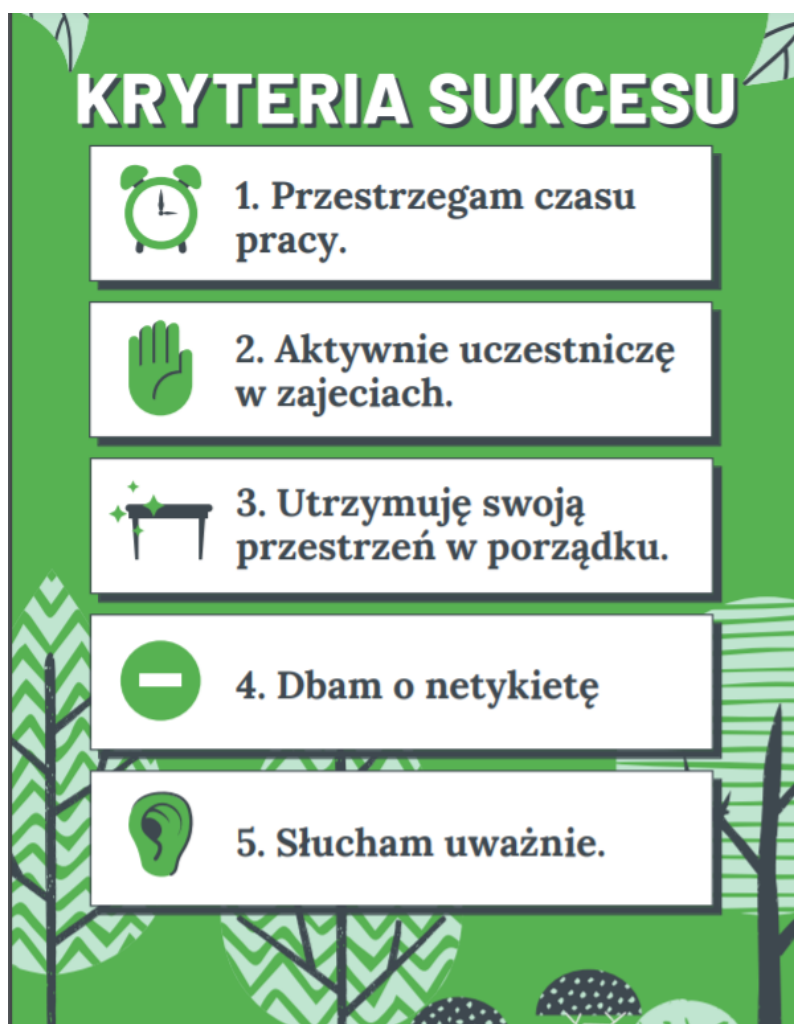 KRYTERIA SUKCESU
1. Przestrzegam czasu
pracy.
2. Aktywnie uczestniczę
w zajeciach.
3. Utrzymuję swoją
przestrzeń w porządku.
4. Dbam o netykietę
5. Słucham uważnie.